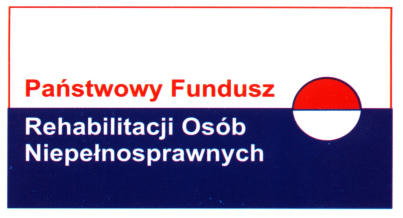 Państwowy Fundusz
Rehabilitacji Osób
Niepełnosprawnych